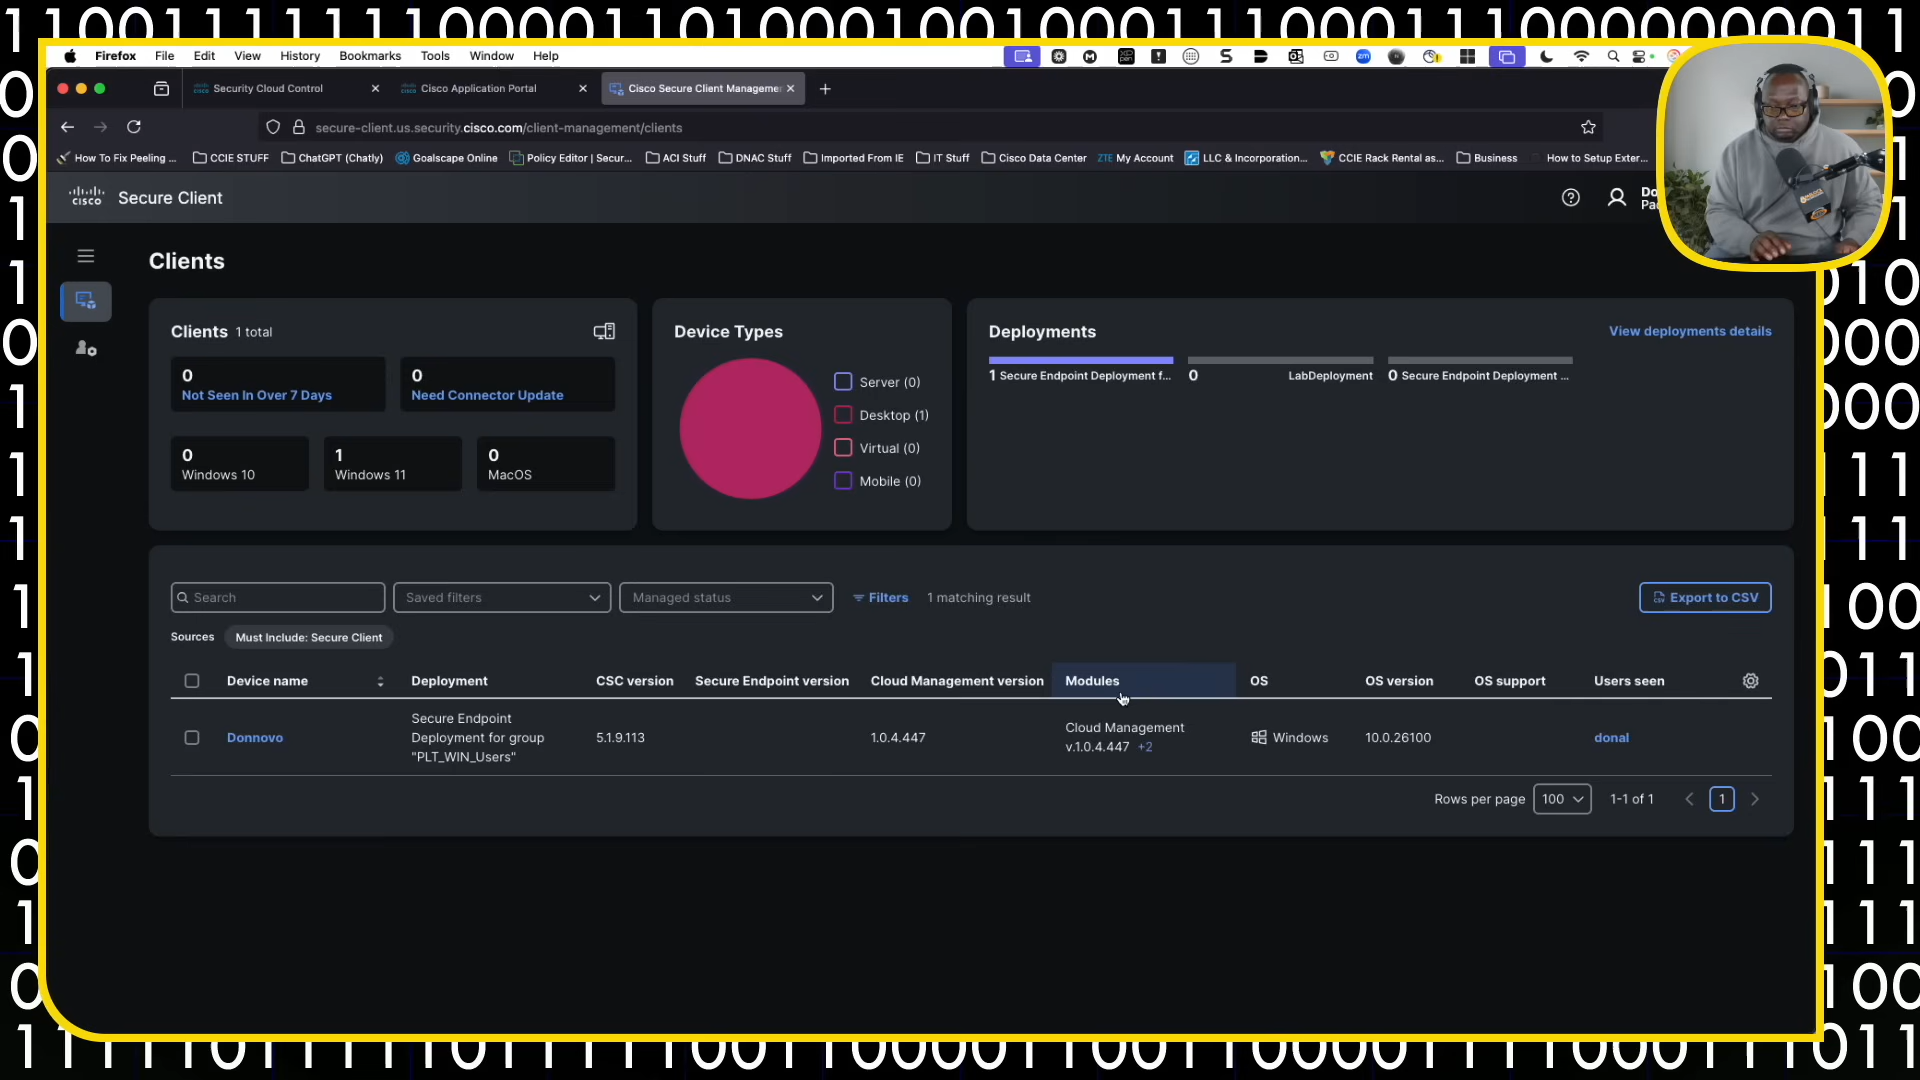 Firefox File Edit View History Bookmarks Tools Window Help
Security Cloud Control
Cisco Application Portal
Cisco Secure Client Manageme
secure-client.us.security.cisco.com/client-management/clients
How To Fix Peeling ...
CCIE STUFF
ChatGPT (Chatly)
Goalscape Online
Policy Editor | Secur...
ACI Stuff
DNAC Stuff
Imported From IE
IT Stuff
Cisco Data Center
ZTE My Account
LLC & Incorporation...
CCIE Rack Rental as...
Business
How to Setup Exter...
cisco Secure Client
Do
Pac
Clients
Clients 1 total
0
Not Seen In Over 7 Days
0
Need Connector Update
0
Windows 10
1
Windows 11
0
MacOS
Device Types
Server (0)
Desktop (1)
Virtual (0)
Mobile (0)
Deployments
View deployments details
1 Secure Endpoint Deployment f...
0 LabDeployment
0 Secure Endpoint Deployment ...
Search
Saved filters
Managed status
Filters
1 matching result
Export to CSV
Sources Must Include: Secure Client
Device name Deployment CSC version Secure Endpoint version Cloud Management version Modules OS OS version OS support Users seen
Donnovo
Secure Endpoint
Deployment for group
"PLT_WIN_Users"
5.1.9.113
1.0.4.447
Cloud Management
v.1.0.4.447 +2
Windows
10.0.26100
donal
Rows per page 100 1-1 of 1 1